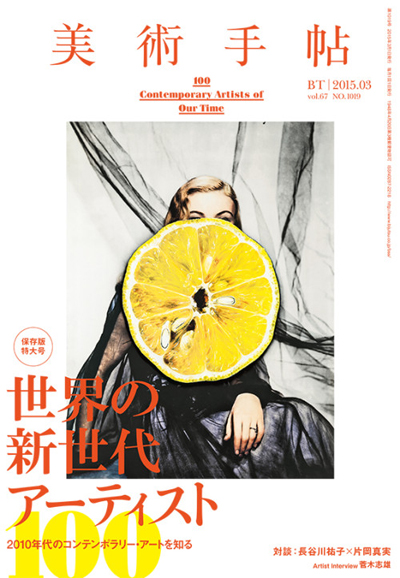 美術手帖
100
Contemporary Artists of
Our Time
BT | 2015.03
vol.67 NO.1019
保存版
特大号
世界の
新世代
アーティスト
100
2010年代のコンテンポラリー・アートを知る
対談：長谷川祐子×片岡真実
Artist Interview 菅木志雄